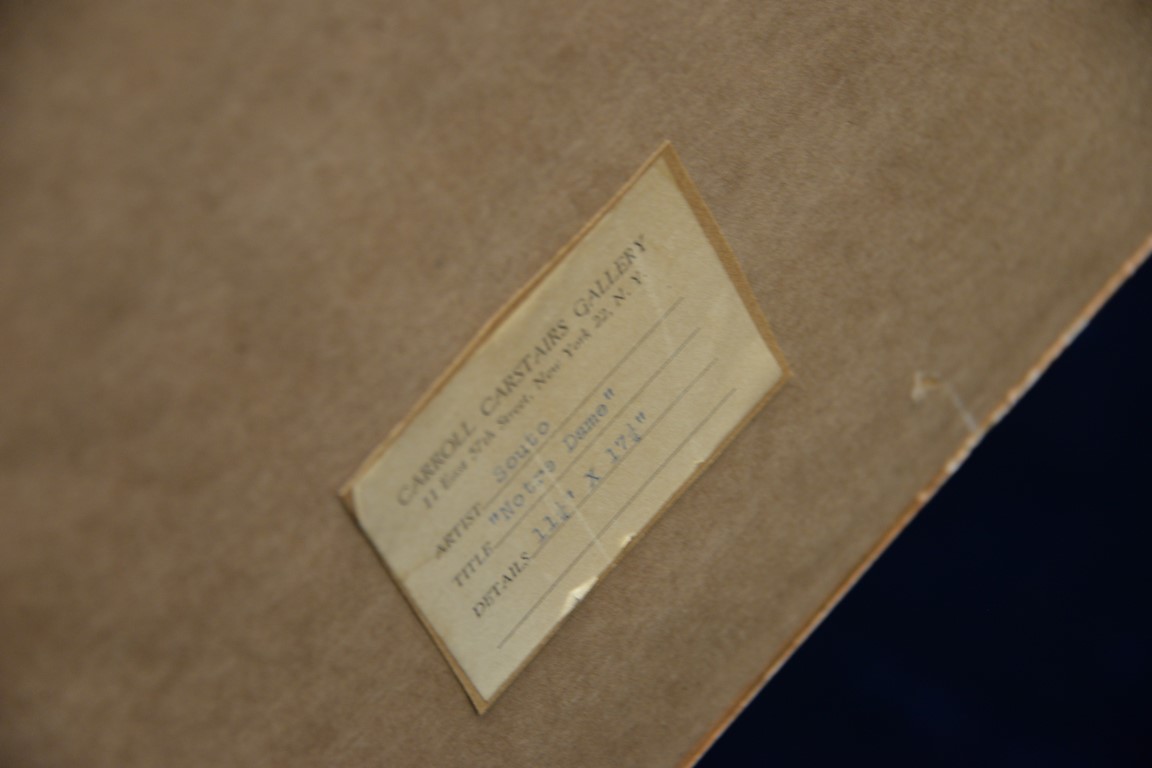 CARROLL CARSTAIRS GALLERY
11 East 57th Street, New York 22, N. Y.
ARTIST Souto
TITLE "Notre Dame"
DETAILS 11¼" X 17¼"